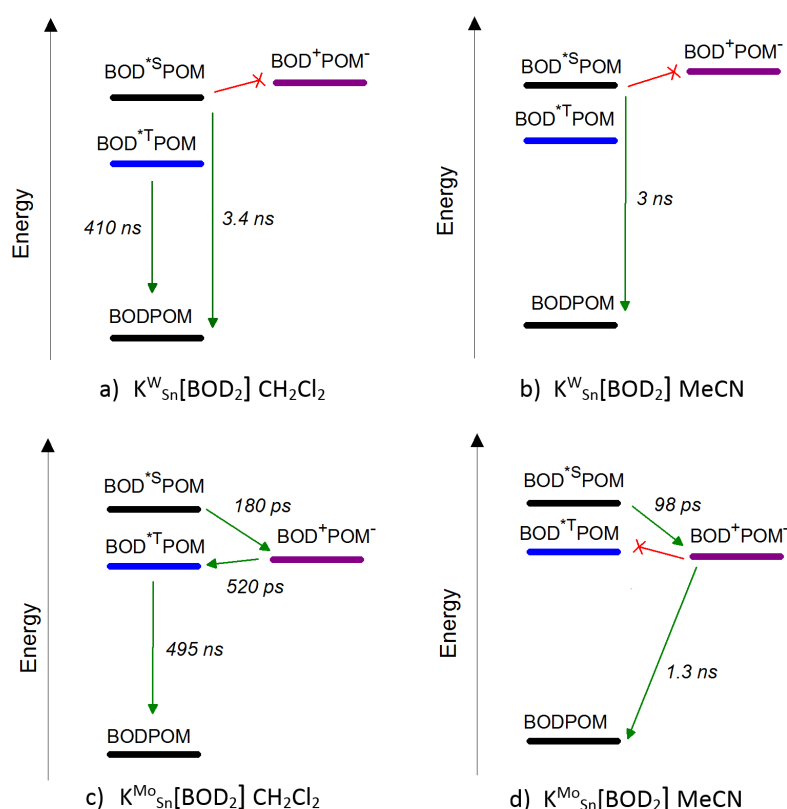 BOD*SPOM
BOD+POM-
BOD*TPOM
410 ns
3.4 ns
BODPOM
Energy
a) KWSn[BOD2] CH2Cl2
BOD*SPOM
BOD+POM-
BOD*TPOM
3 ns
BODPOM
Energy
b) KWSn[BOD2] MeCN
BOD*SPOM
180 ps
BOD+POM-
BOD*TPOM
520 ps
495 ns
BODPOM
Energy
c) KMoSn[BOD2] CH2Cl2
BOD*SPOM
98 ps
BOD+POM-
BOD*TPOM
1.3 ns
BODPOM
Energy
d) KMoSn[BOD2] MeCN